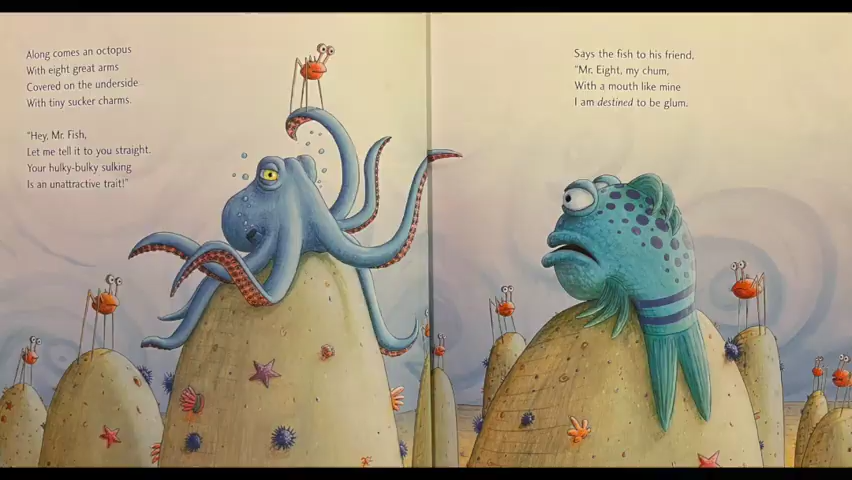 Along comes an octopus
With eight great arms
Covered on the underside
With tiny sucker charms.
"Hey, Mr. Fish,
Let me tell it to you straight.
Your hulky-bulky sulking
Is an unattractive trait!"
Says the fish to his friend,
"Mr. Eight, my chum,
With a mouth like mine
I am destined to be glum.